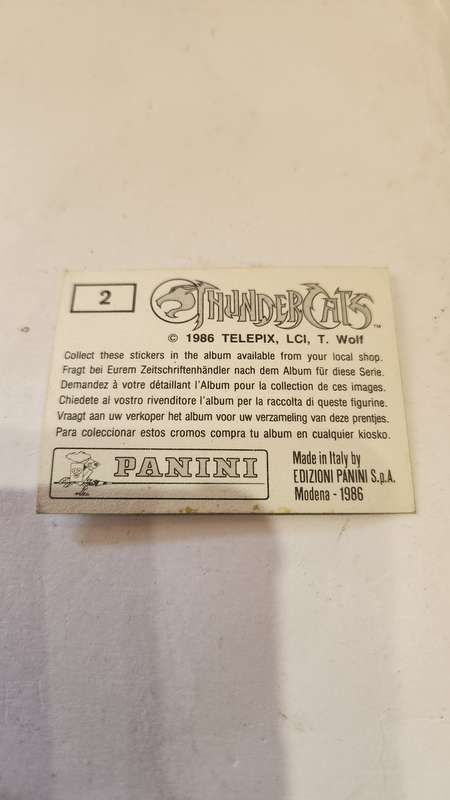 2
THUNDERCATS™
© 1986 TELEPIX, LCI, T. Wolf
Collect these stickers in the album available from your local shop.
Fragt bei Eurem Zeitschriftenhändler nach dem Album für diese Serie.
Demandez à votre détaillant l'Album pour la collection de ces images.
Chiedete al vostro rivenditore l'album per la raccolta di queste figurine.
Vraagt aan uw verkoper het album voor uw verzameling van deze prentjes.
Para coleccionar estos cromos compra tu album en cualquier kiosko.
PANINI
Made in Italy by
EDIZIONI PANINI S.p.A.
Modena - 1986